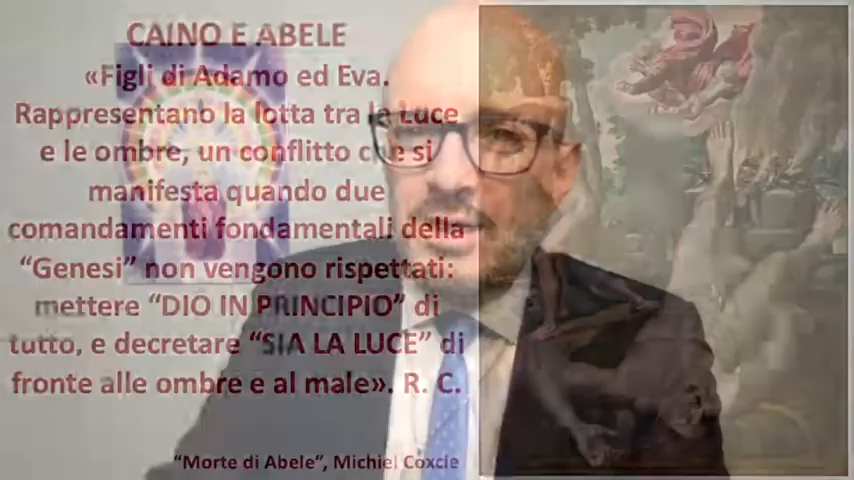 CAINO E ABELE
«Figli di Adamo ed Eva.
Rappresentano la lotta tra la Luce
e le ombre, un conflitto che si
manifesta quando due
comandamenti fondamentali della
“Genesi” non vengono rispettati:
mettere “DIO IN PRINCIPIO” di
tutto, e decretare “SIA LA LUCE” di
fronte alle ombre e al male». R. C.
“Morte di Abele”, Michiel Coxcie